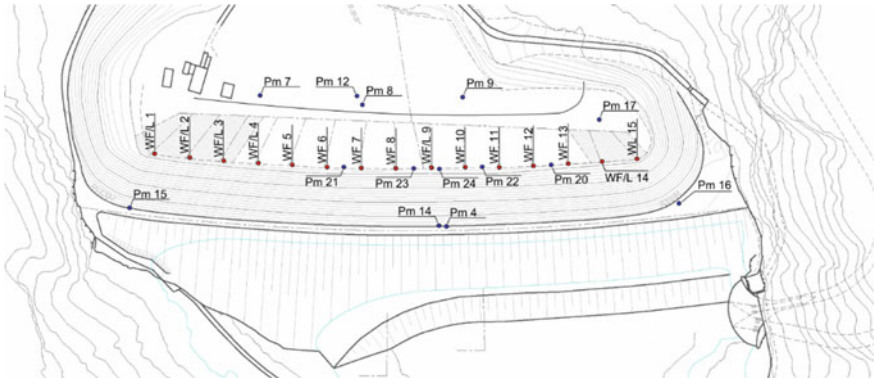 Pm 7
Pm 12
Pm 8
Pm 9
Pm 17
WF/L 1
WF/L 2
WF/L 3
WF/L 4
WF 5
WF 6
WF 7
WF 8
WF/L 9
WF 10
WF 11
WF 12
WF 13
WL 15
Pm 21
Pm 23
Pm 24
Pm 22
Pm 20
WF/L 14
Pm 15
Pm 16
Pm 14
Pm 4